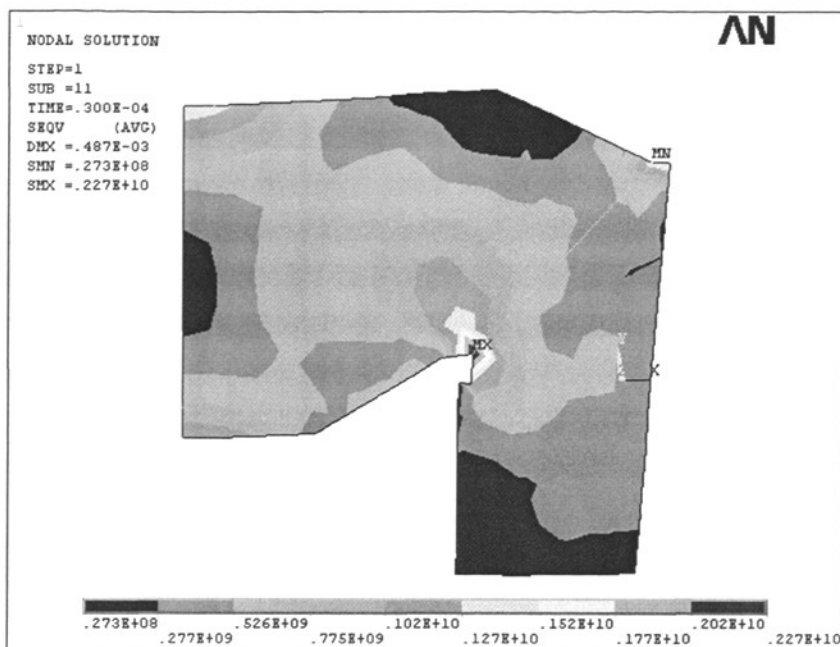 1
ΛN
NODAL SOLUTION
STEP=1
SUB =11
TIME=.300E-04
SEQV (AVG)
DMX =.487E-03
SMN =.273E+08
SMX =.227E+10
MN
MX
Y
Z X
.273E+08 .526E+09 .102E+10 .152E+10 .202E+10
.277E+09 .775E+09 .127E+10 .177E+10 .227E+10